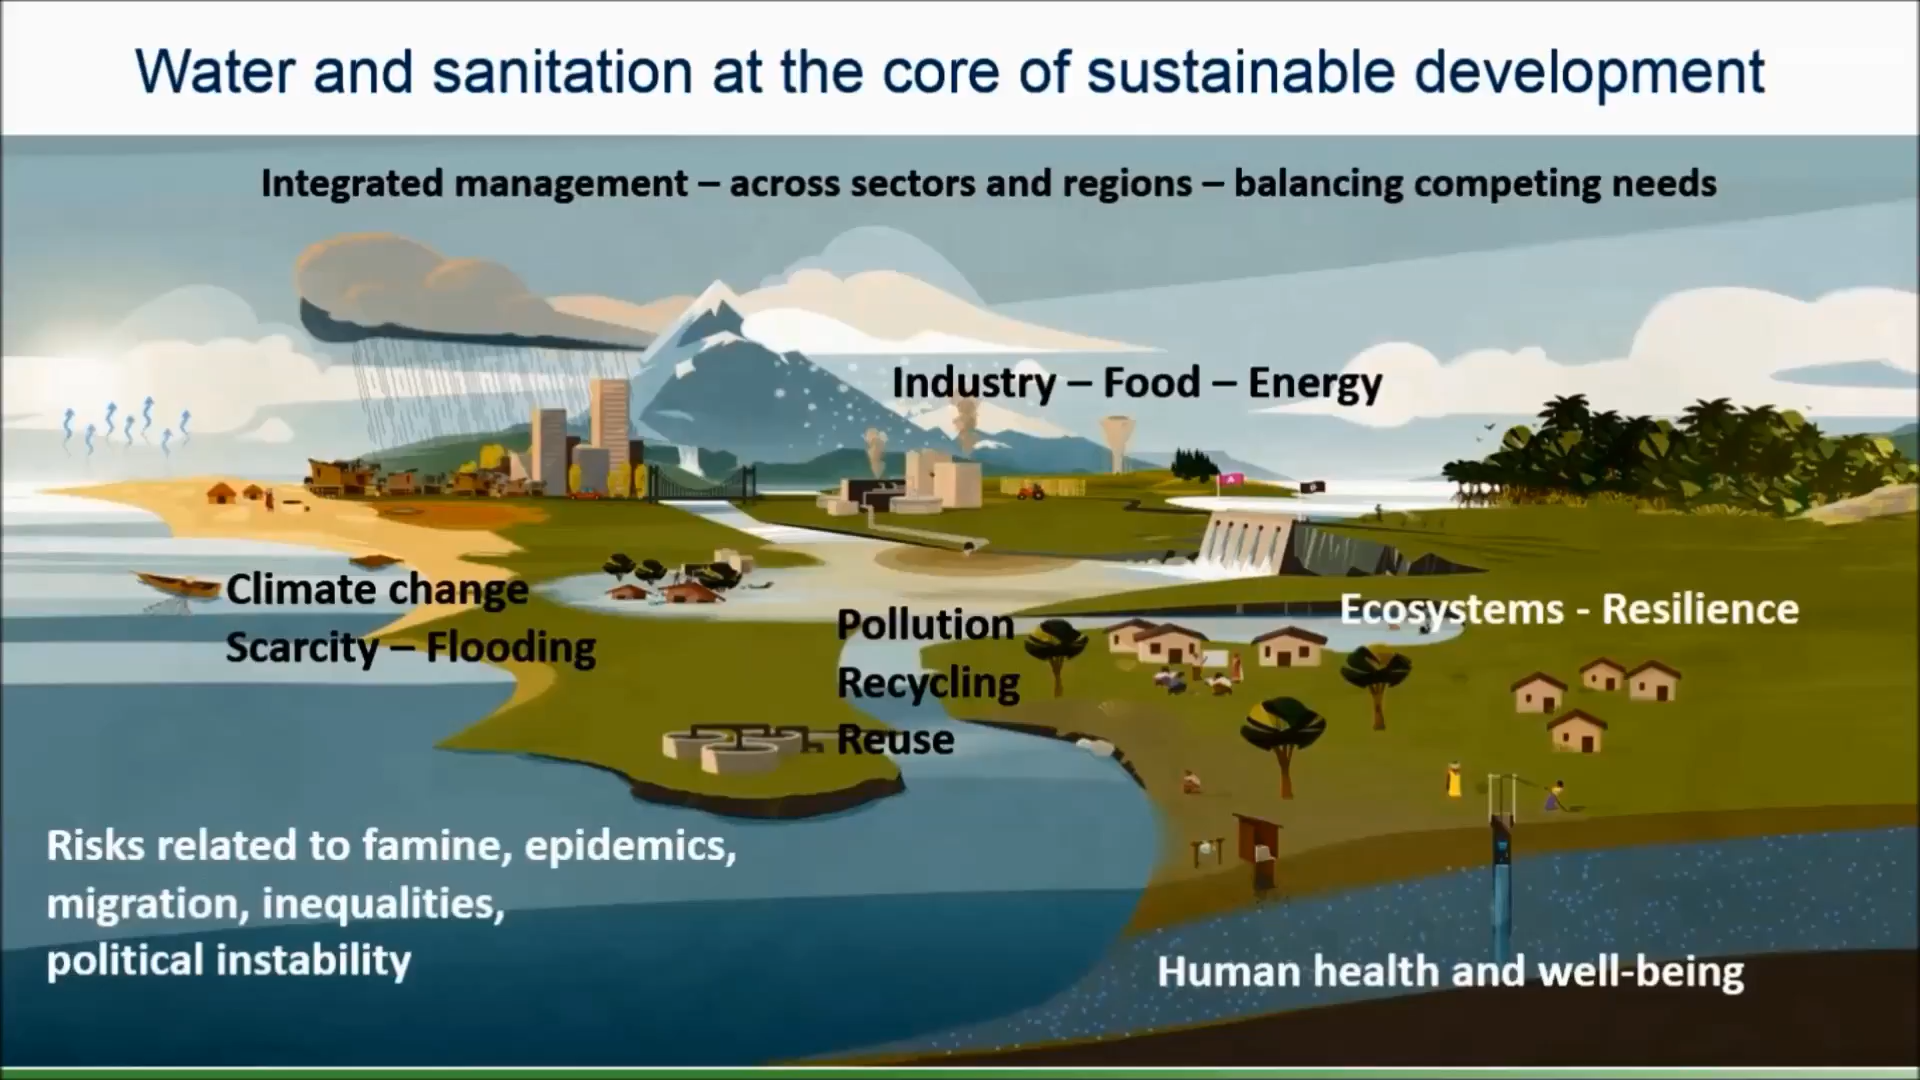 Water and sanitation at the core of sustainable development
Integrated management – across sectors and regions – balancing competing needs
Industry – Food – Energy
Climate change
Scarcity – Flooding
Pollution
Recycling
Reuse
Ecosystems - Resilience
Risks related to famine, epidemics,
migration, inequalities,
political instability
Human health and well-being